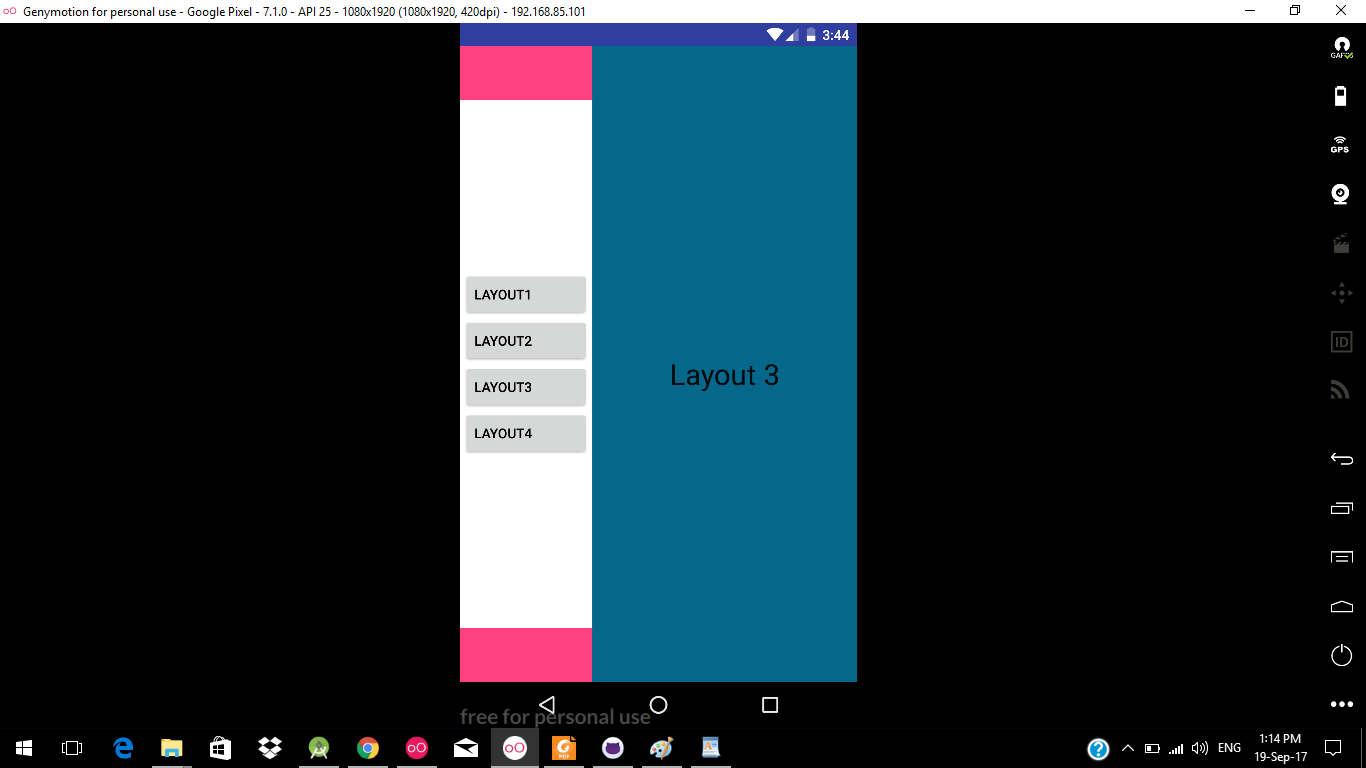 Genymotion for personal use - Google Pixel - 7.1.0 - API 25 - 1080x1920 (1080x1920, 420dpi) - 192.168.85.101
3:44
GAPPS
GPS
ID
LAYOUT1
LAYOUT2
LAYOUT3
LAYOUT4
Layout 3
free for personal use
PDF
ENG
1:14 PM
19-Sep-17